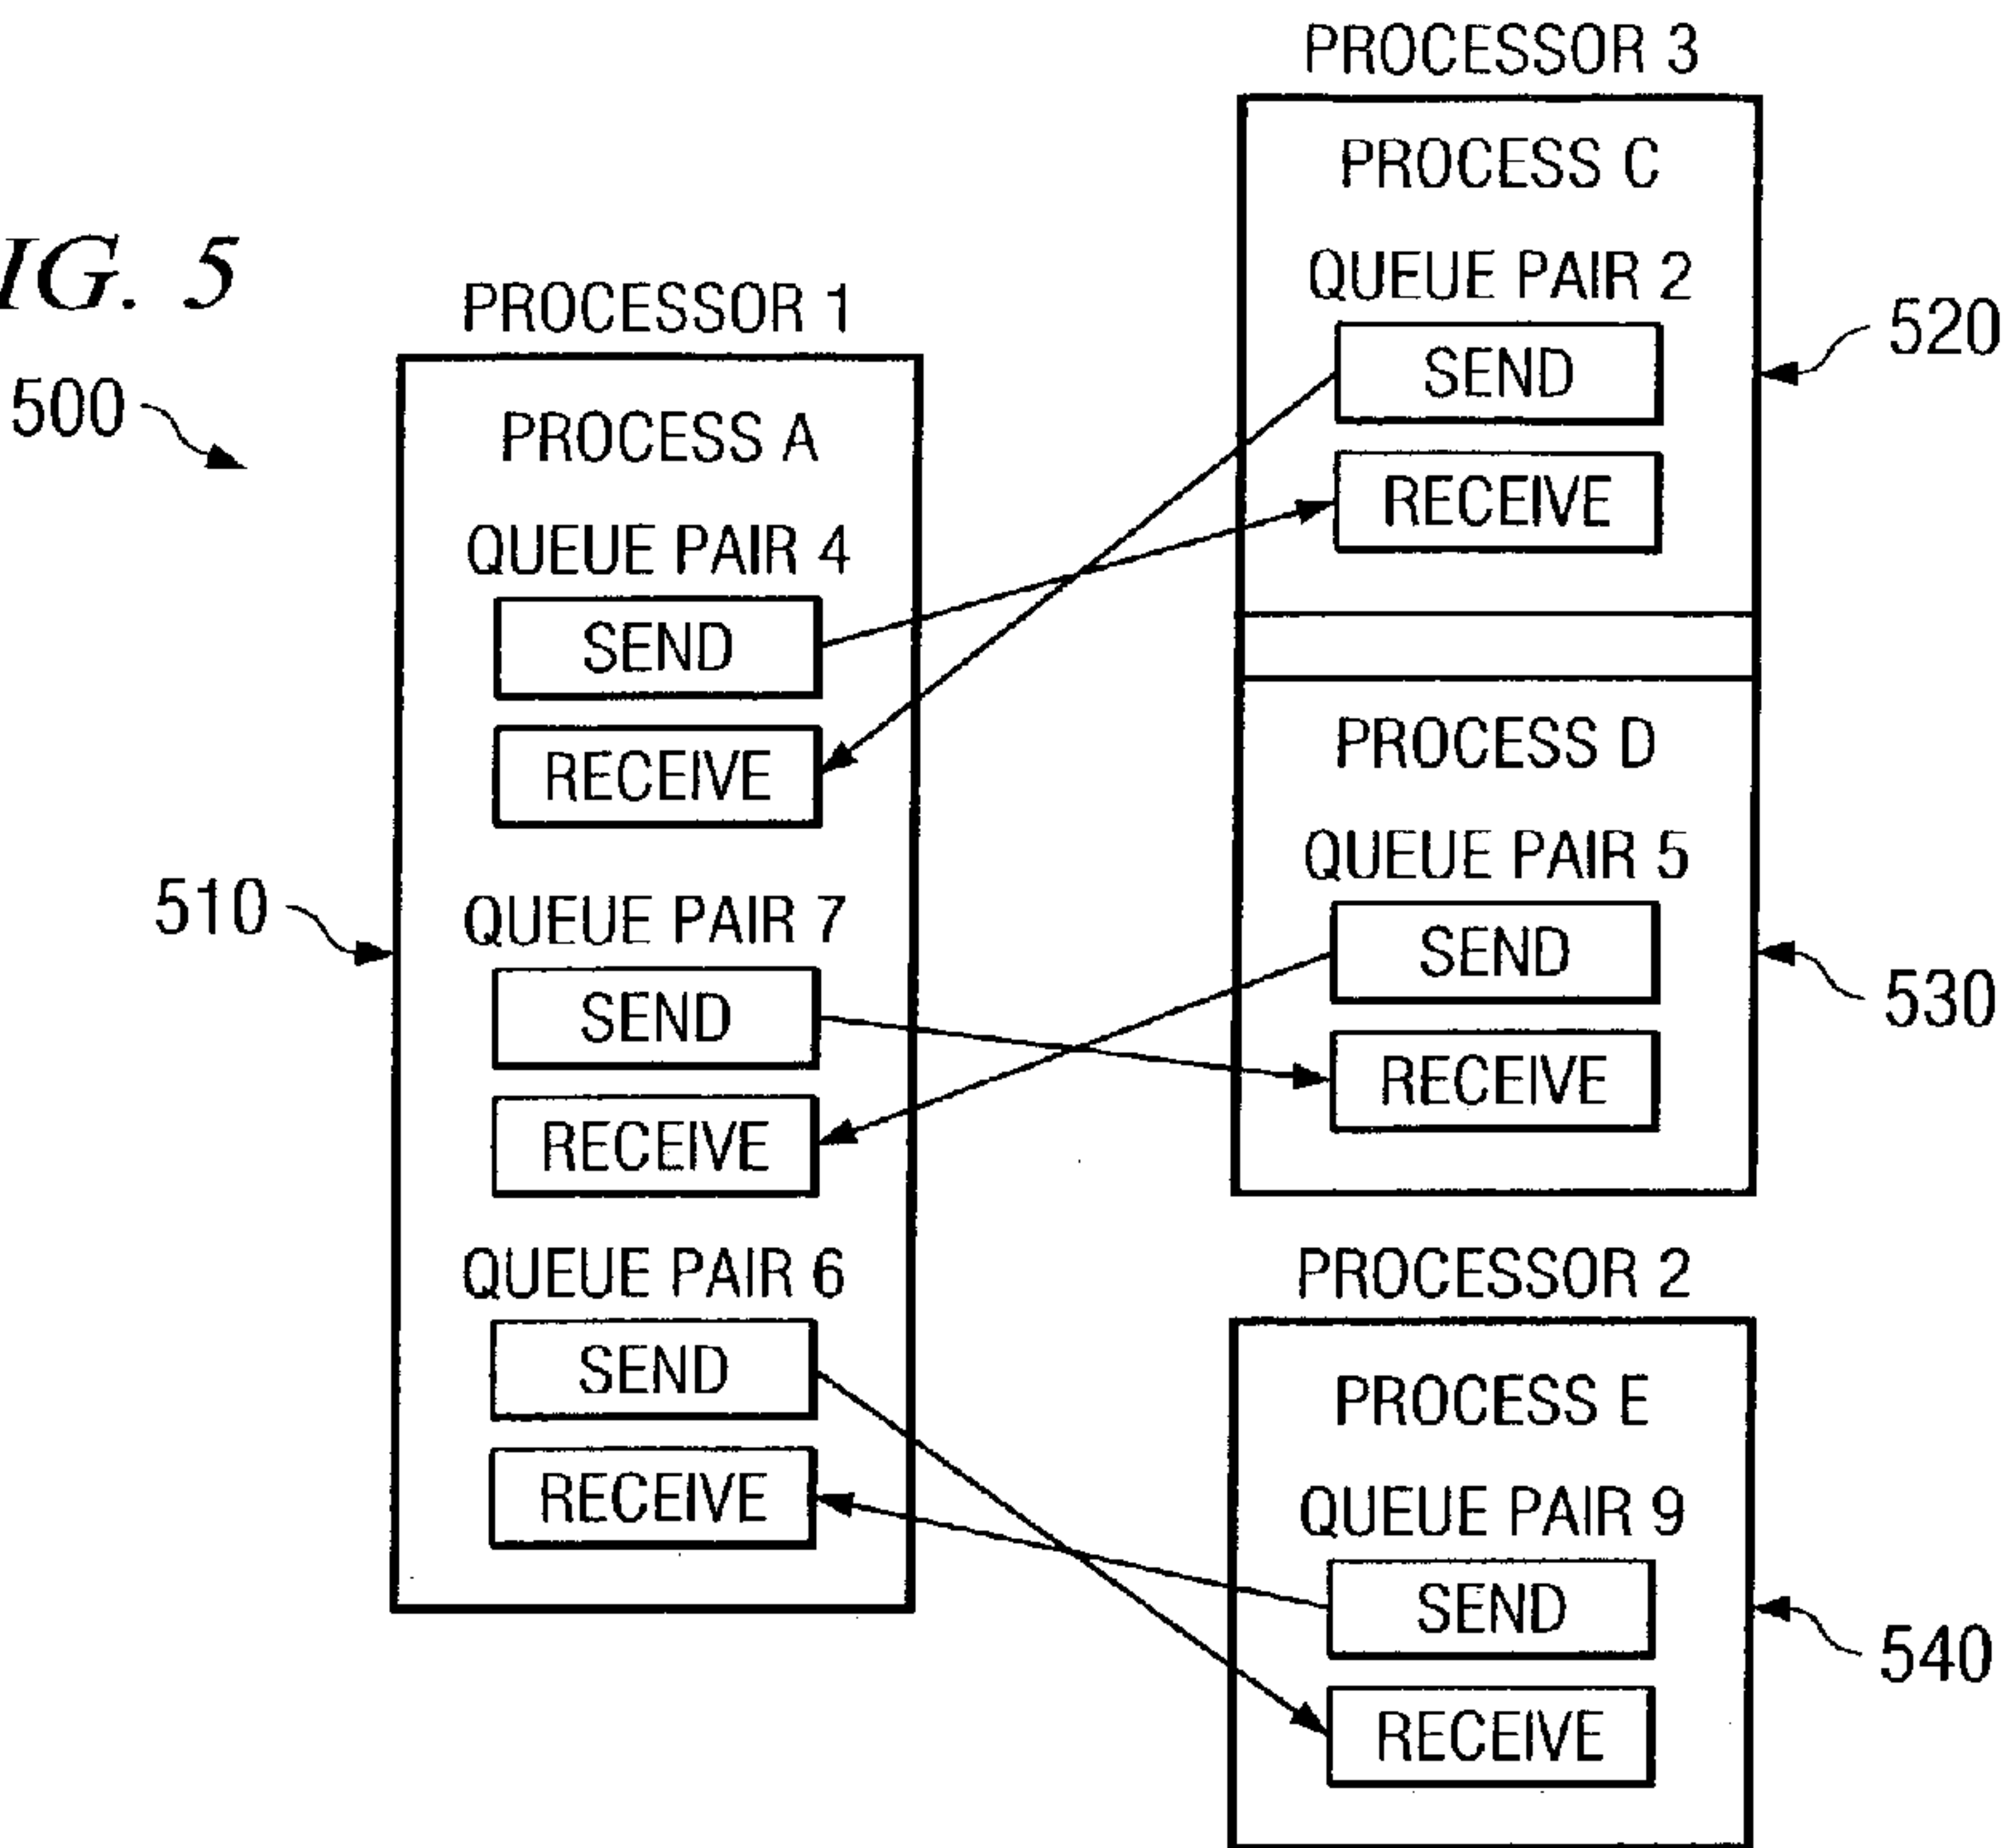 IG. 5
500
PROCESSOR 1
PROCESS A
QUEUE PAIR 4
SEND
RECEIVE
510
QUEUE PAIR 7
SEND
RECEIVE
QUEUE PAIR 6
SEND
RECEIVE
PROCESSOR 3
PROCESS C
QUEUE PAIR 2
SEND
RECEIVE
520
PROCESS D
QUEUE PAIR 5
SEND
RECEIVE
530
PROCESSOR 2
PROCESS E
QUEUE PAIR 9
SEND
RECEIVE
540